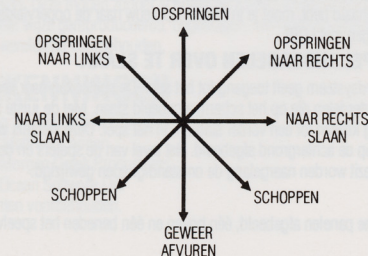 OPSPRINGEN
OPSPRINGEN
NAAR LINKS
OPSPRINGEN
NAAR RECHTS
NAAR LINKS
SLAAN
NAAR RECHTS
SLAAN
SCHOPPEN
SCHOPPEN
GEWEER
AFVUREN